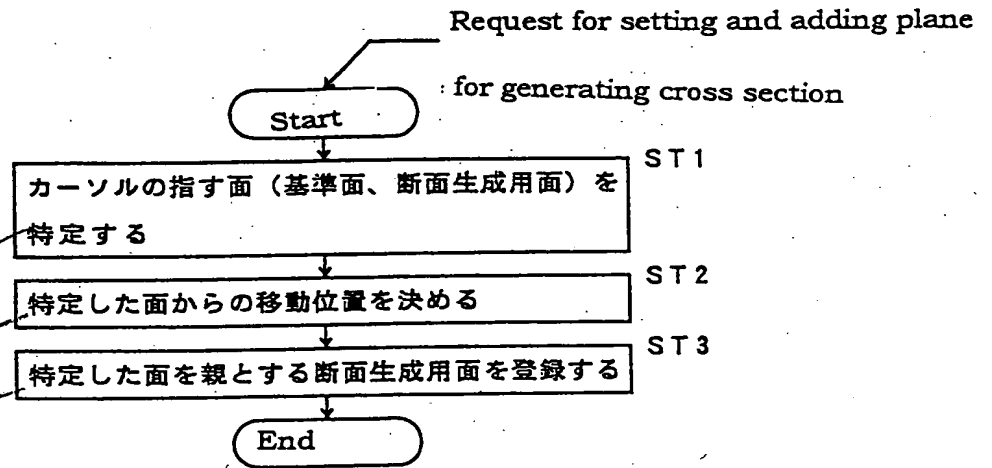 Request for setting and adding plane
for generating cross section
Start
ST1
カーソルの指す面（基準面、断面生成用面）を
特定する
ST2
特定した面からの移動位置を決める
ST3
特定した面を親とする断面生成用面を登録する
End